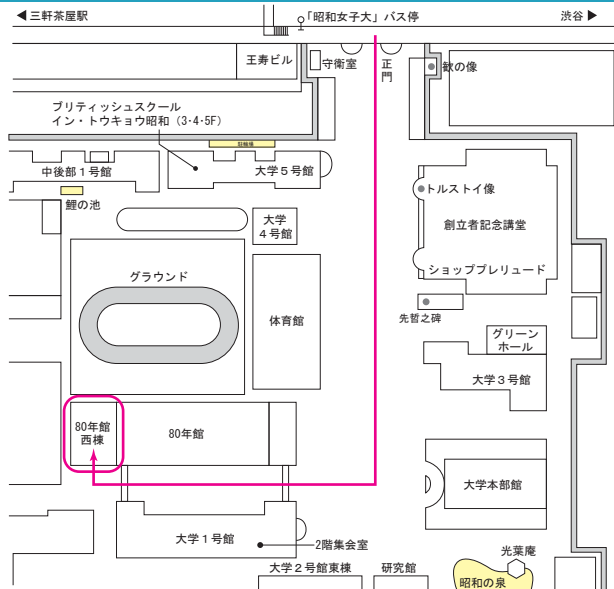 ◀三軒茶屋駅
「昭和女子大」バス停
渋谷▶
王寿ビル
守衛室
正門
歓の像
ブリティッシュスクール
イン・トウキョウ昭和(3・4・5F)
駐輪場
中後部1号館
大学5号館
鯉の池
トルストイ像
大学
4号館
創立者記念講堂
グラウンド
ショッププレリュード
体育館
先哲之碑
グリーン
ホール
大学3号館
80年館
西棟
80年館
大学本部館
大学1号館
2階集会室
光葉庵
大学2号館東棟
研究館
昭和の泉